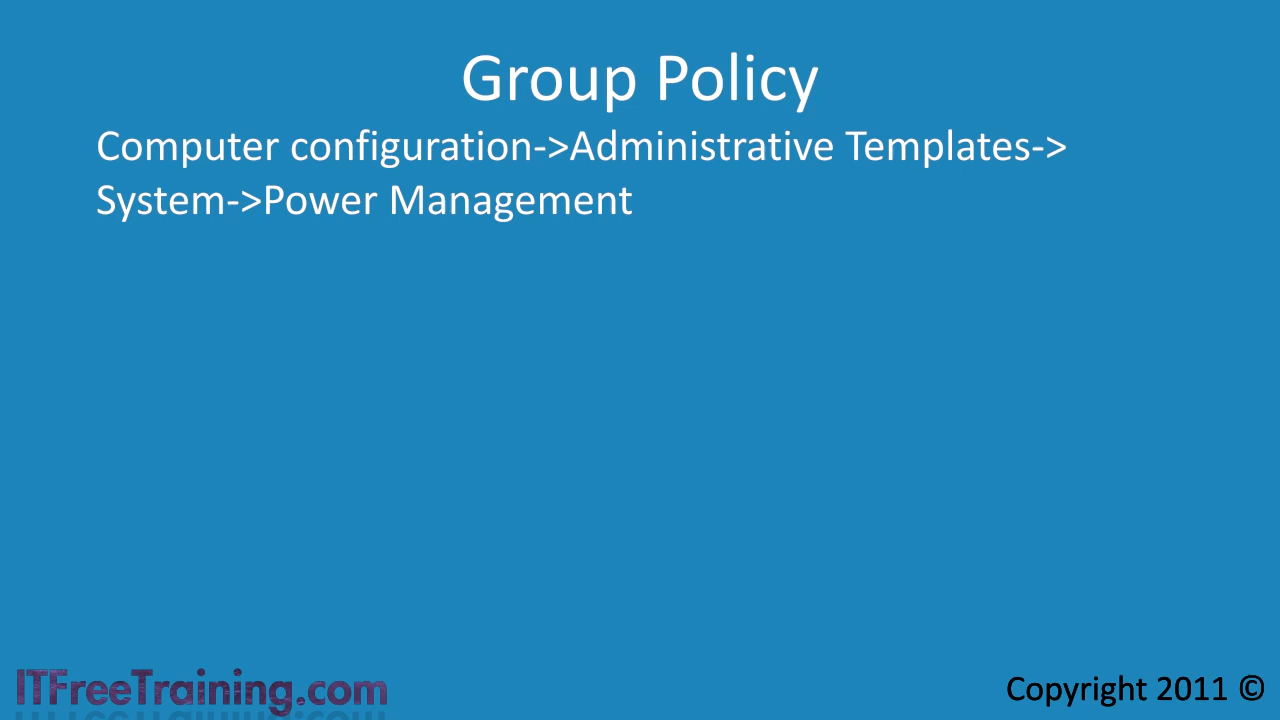 Group Policy
Computer configuration->Administrative Templates->
System->Power Management
ITFreeTraining.com
Copyright 2011 ©